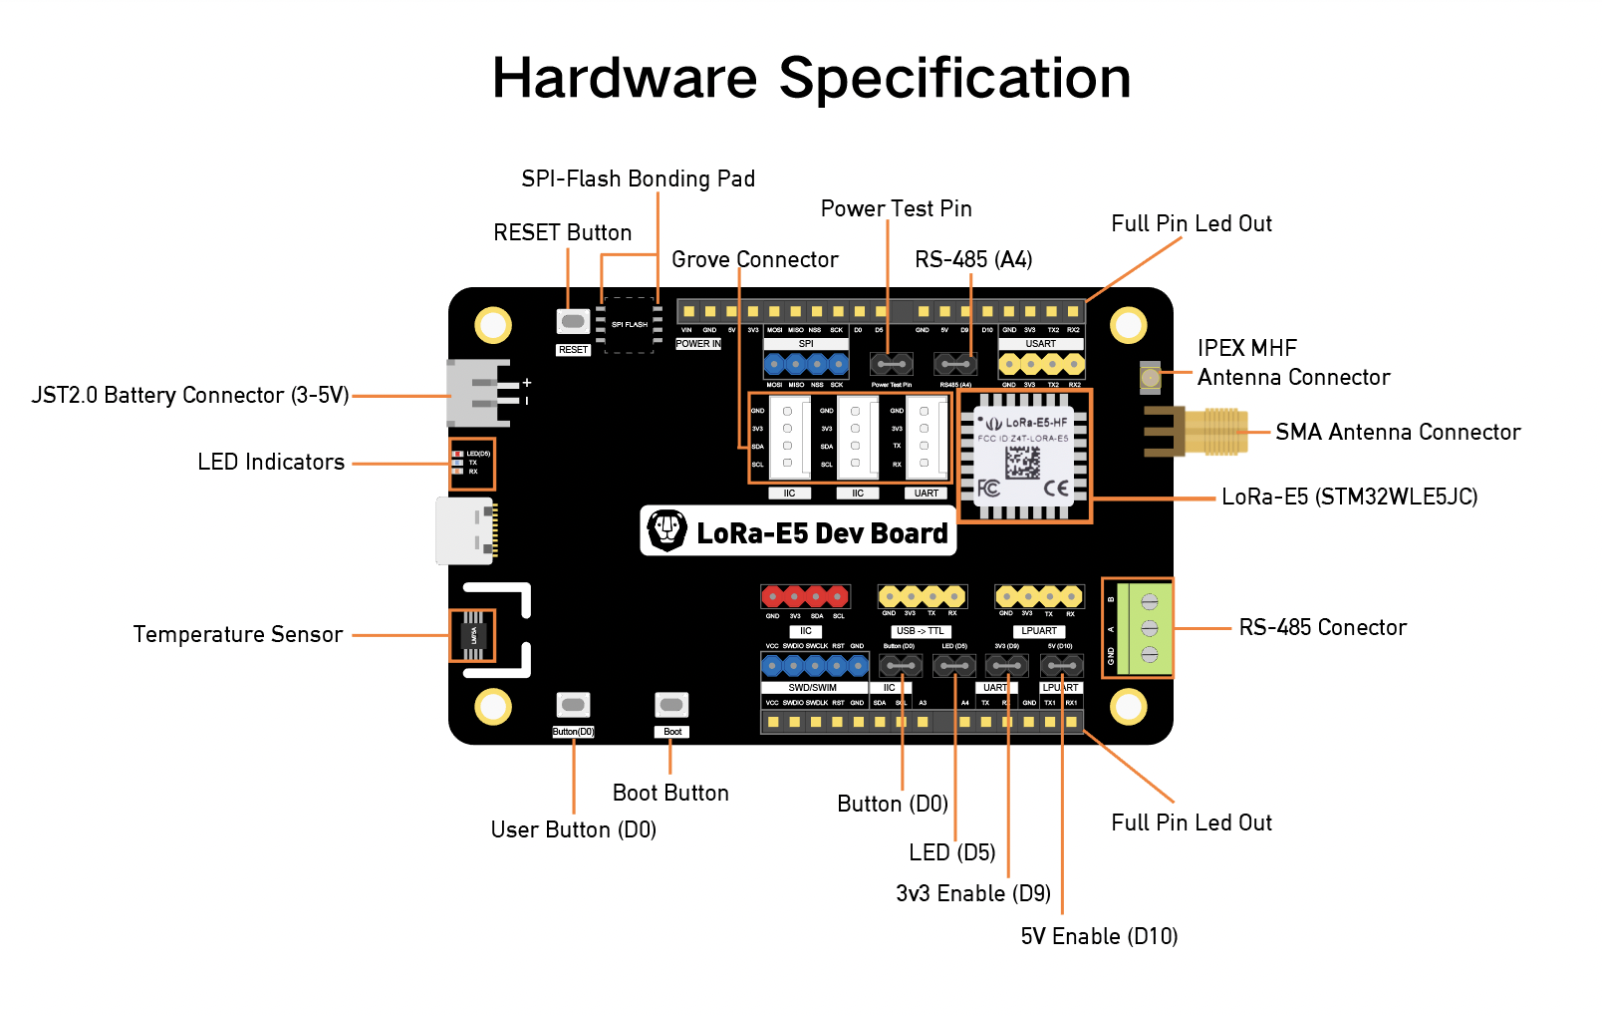 Hardware Specification
SPI-Flash Bonding Pad
Power Test Pin
Full Pin Led Out
RESET Button
Grove Connector
RS-485 (A4)
SPI FLASH
RESET
VIN GND 5V 3V3 MOSI MISO NSS SCK D0 D5 GND 5V D9 D10 GND 3V3 TX2 RX2
POWER IN
SPI
USART
MOSI MISO NSS SCK
Power Test Pin
RS485 (A4)
GND 3V3 TX2 RX2
IPEX MHF
Antenna Connector
JST2.0 Battery Connector (3-5V)
+
-
GND
3V3
SDA
SCL
GND
3V3
SDA
SCL
GND
3V3
TX
RX
IIC
IIC
UART
LoRa-E5-HF
FCC ID Z4T-LORA-E5
FC CE
SMA Antenna Connector
LED Indicators
LED(D5)
TX
RX
LoRa-E5 (STM32WLE5JC)
LoRa-E5 Dev Board
GND 3V3 SDA SCL
IIC
GND 3V3 TX RX
USB -> TTL
GND 3V3 TX RX
LPUART
B
A
GND
RS-485 Conector
Temperature Sensor
LM75A
VCC SWDIO SWCLK RST GND
Button (D0)
LED (D5)
3V3 (D9)
5V (D10)
SWD/SWIM
IIC
UART
LPUART
VCC SWDIO SWDLK RST GND SDA SCL A3 A4 TX RX GND TX1 RX1
Button(D0)
Boot
Boot Button
User Button (D0)
Button (D0)
LED (D5)
3v3 Enable (D9)
5V Enable (D10)
Full Pin Led Out